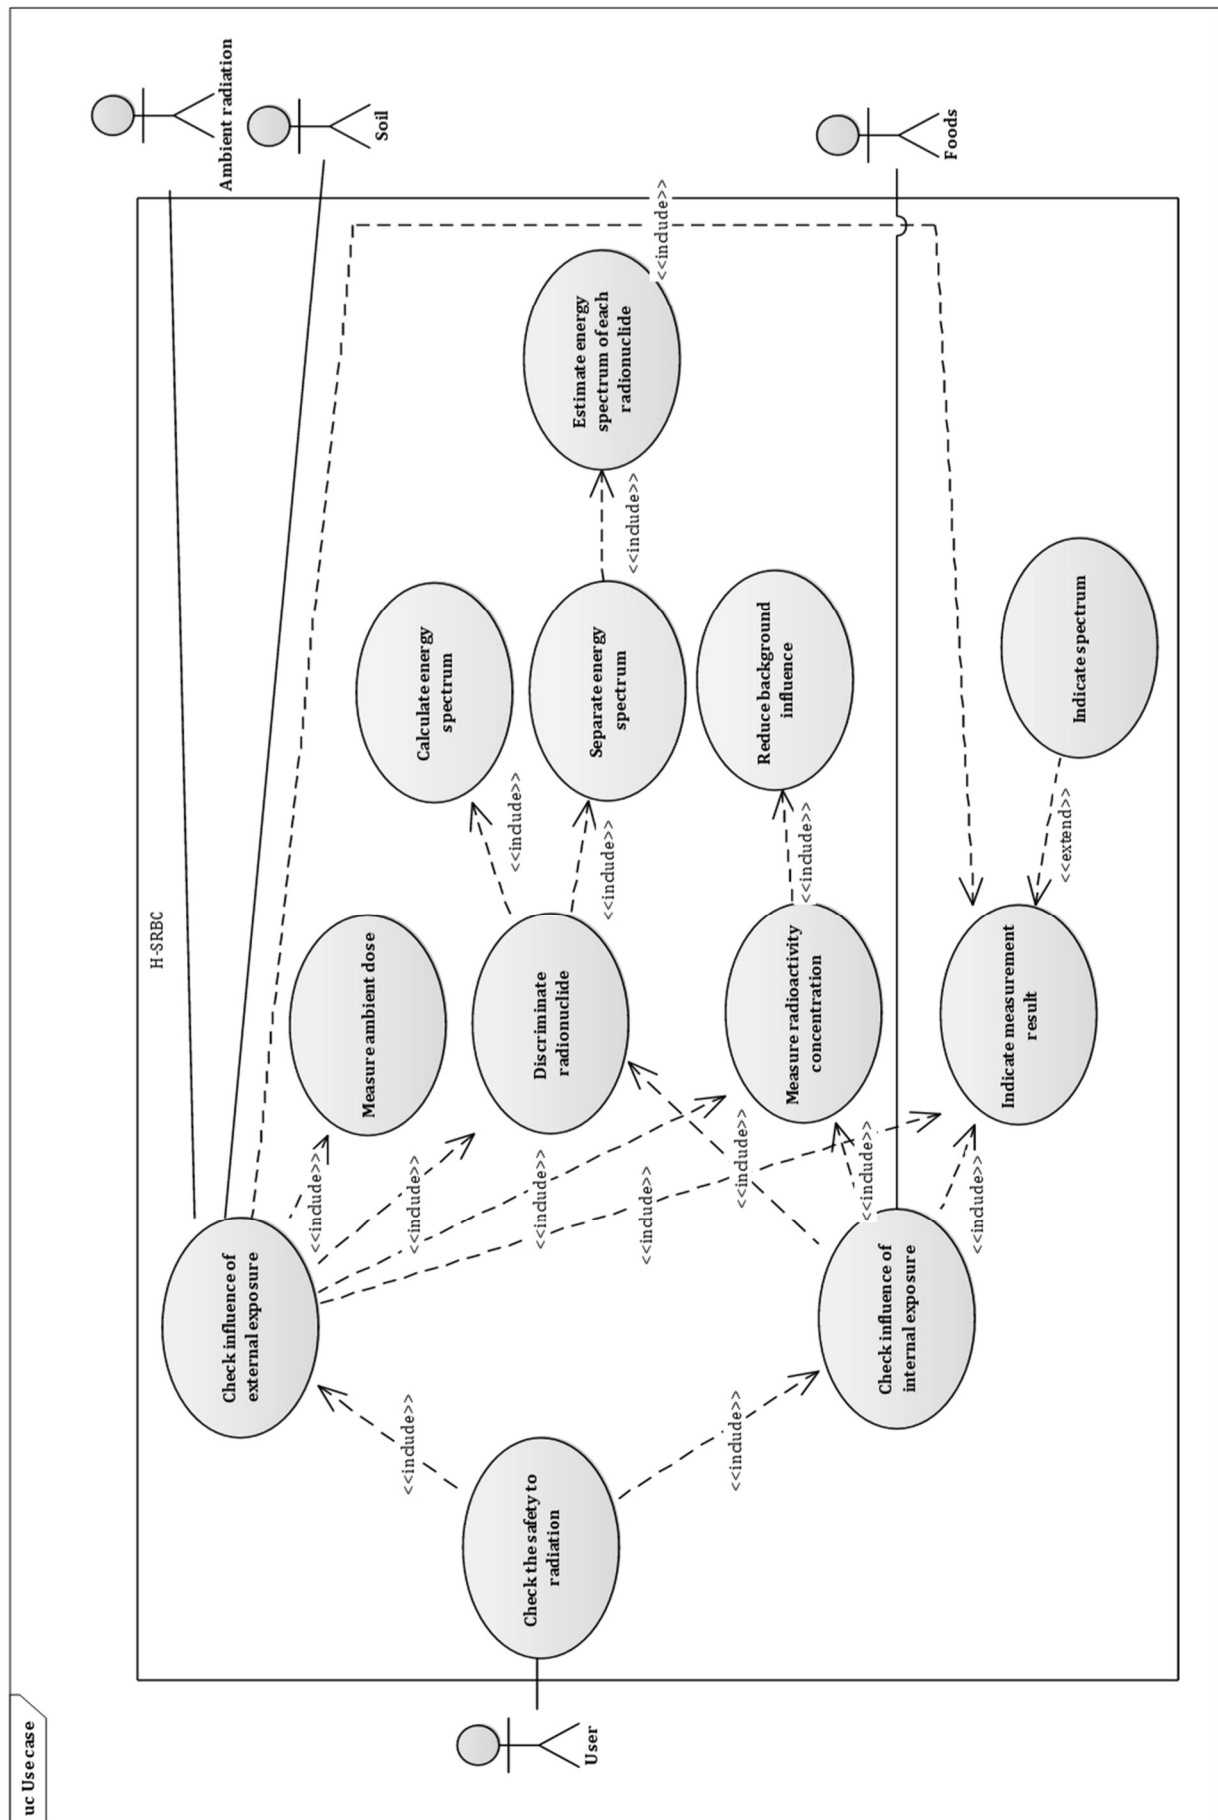 uc Use case
H-SRBC
User
Check the safety to
radiation
<<include>>
<<include>>
Check influence of
external exposure
Check influence of
internal exposure
<<include>>
<<include>>
<<include>>
<<include>>
<<include>>
<<include>>
<<include>>
Measure ambient dose
Discriminate
radionuclide
Measure radioactivity
concentration
Indicate measurement
result
<<include>>
<<include>>
<<include>>
<<extend>>
Calculate energy
spectrum
Separate energy
spectrum
Reduce background
influence
Indicate spectrum
<<include>>
Estimate energy
spectrum of each
radionuclide
<<include>>
Ambient radiation
Soil
Foods